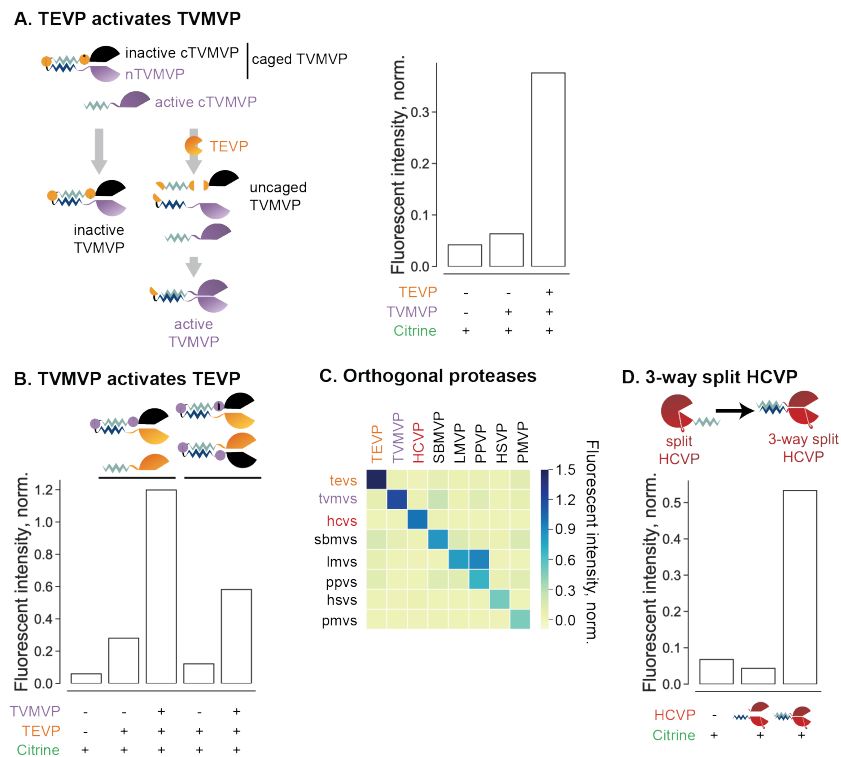 A. TEVP activates TVMVP
inactive cTVMVP
nTVMVP
caged TVMVP
active cTVMVP
TEVP
uncaged
TVMVP
inactive
TVMVP
active
TVMVP
Fluorescent intensity, norm.
0.3
0.2
0.1
0.0
TEVP - - +
TVMVP - + +
Citrine + + +
B. TVMVP activates TEVP
Fluorescent intensity, norm.
1.2
1.0
0.8
0.6
0.4
0.2
0.0
TVMVP - - + - +
TEVP - + + + +
Citrine + + + + +
C. Orthogonal proteases
TEVP
TVMVP
HCVP
SBMVP
LMVP
PPVP
HSVP
PMVP
tevs
tvmvs
hcvs
sbmvs
lmvs
ppvs
hsvs
pmvs
1.5
1.2
0.9
0.6
0.3
0.0
Fluorescent intensity, norm.
D. 3-way split HCVP
split
HCVP
3-way split
HCVP
Fluorescent intensity, norm.
0.5
0.4
0.3
0.2
0.1
0.0
HCVP -
Citrine + + +